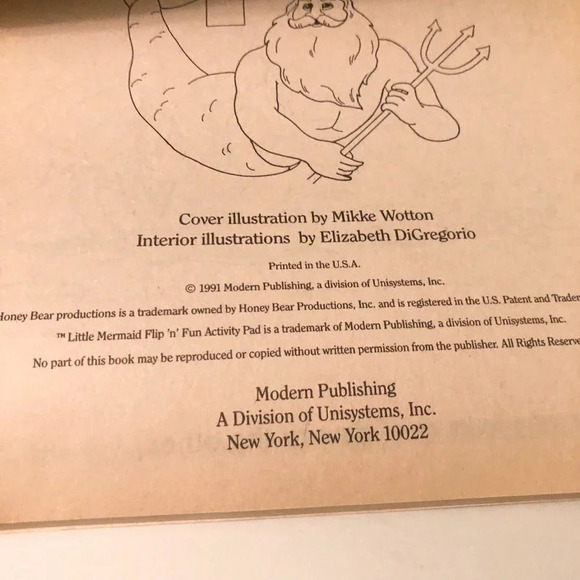 Cover illustration by Mikke Wotton
Interior illustrations by Elizabeth DiGregorio
Printed in the U.S.A.
© 1991 Modern Publishing, a division of Unisystems, Inc.
Honey Bear productions is a trademark owned by Honey Bear Productions, Inc. and is registered in the U.S. Patent and
™ Little Mermaid Flip 'n' Fun Activity Pad is a trademark of Modern Publishing, a division of Unisystems, Inc.
No part of this book may be reproduced or copied without written permission from the publisher. All Rights
Modern Publishing
A Division of Unisystems, Inc.
New York, New York 10022